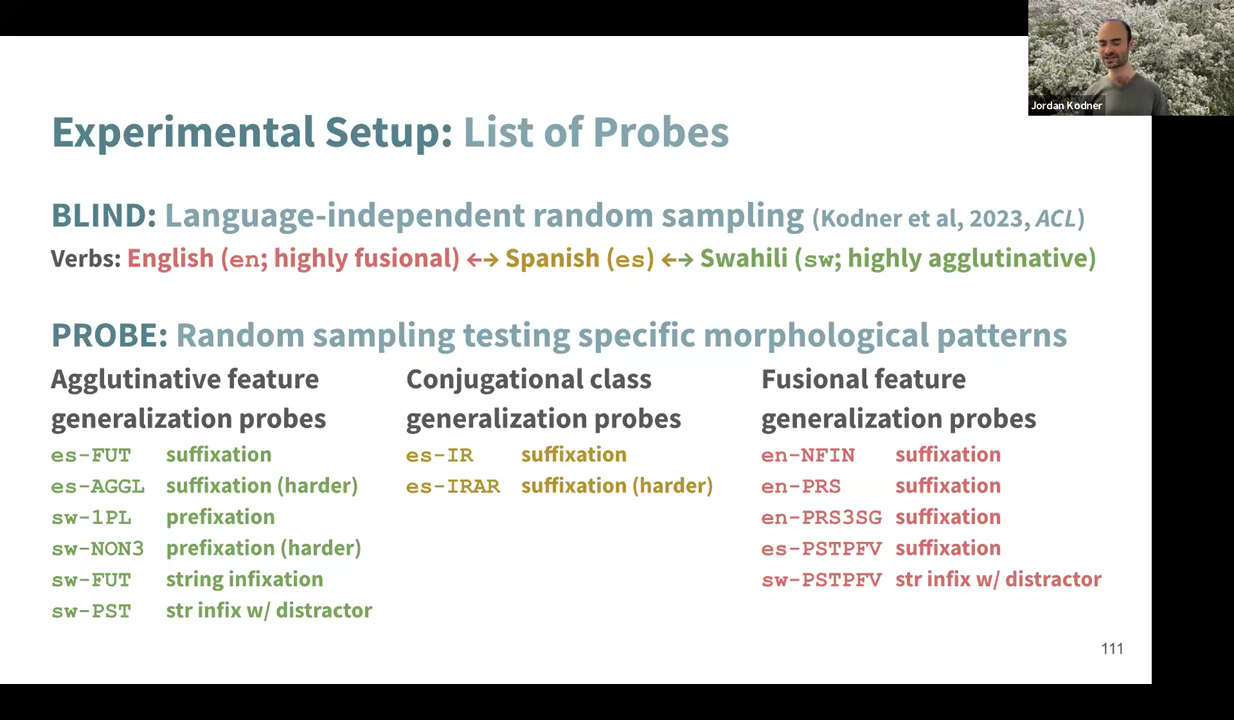 Jordan Kodner
Experimental Setup: List of Probes
BLIND: Language-independent random sampling (Kodner et al, 2023, ACL)
Verbs: English (en; highly fusional) ←→ Spanish (es) ←→ Swahili (sw; highly agglutinative)
PROBE: Random sampling testing specific morphological patterns
Agglutinative feature
generalization probes
es-FUT suffixation
es-AGGL suffixation (harder)
sw-1PL prefixation
sw-NON3 prefixation (harder)
sw-FUT string infixation
sw-PST str infix w/ distractor
Conjugational class
generalization probes
es-IR suffixation
es-IRAR suffixation (harder)
Fusional feature
generalization probes
en-NFIN suffixation
en-PRS suffixation
en-PRS3SG suffixation
es-PSTPFV suffixation
sw-PSTPFV str infix w/ distractor
111